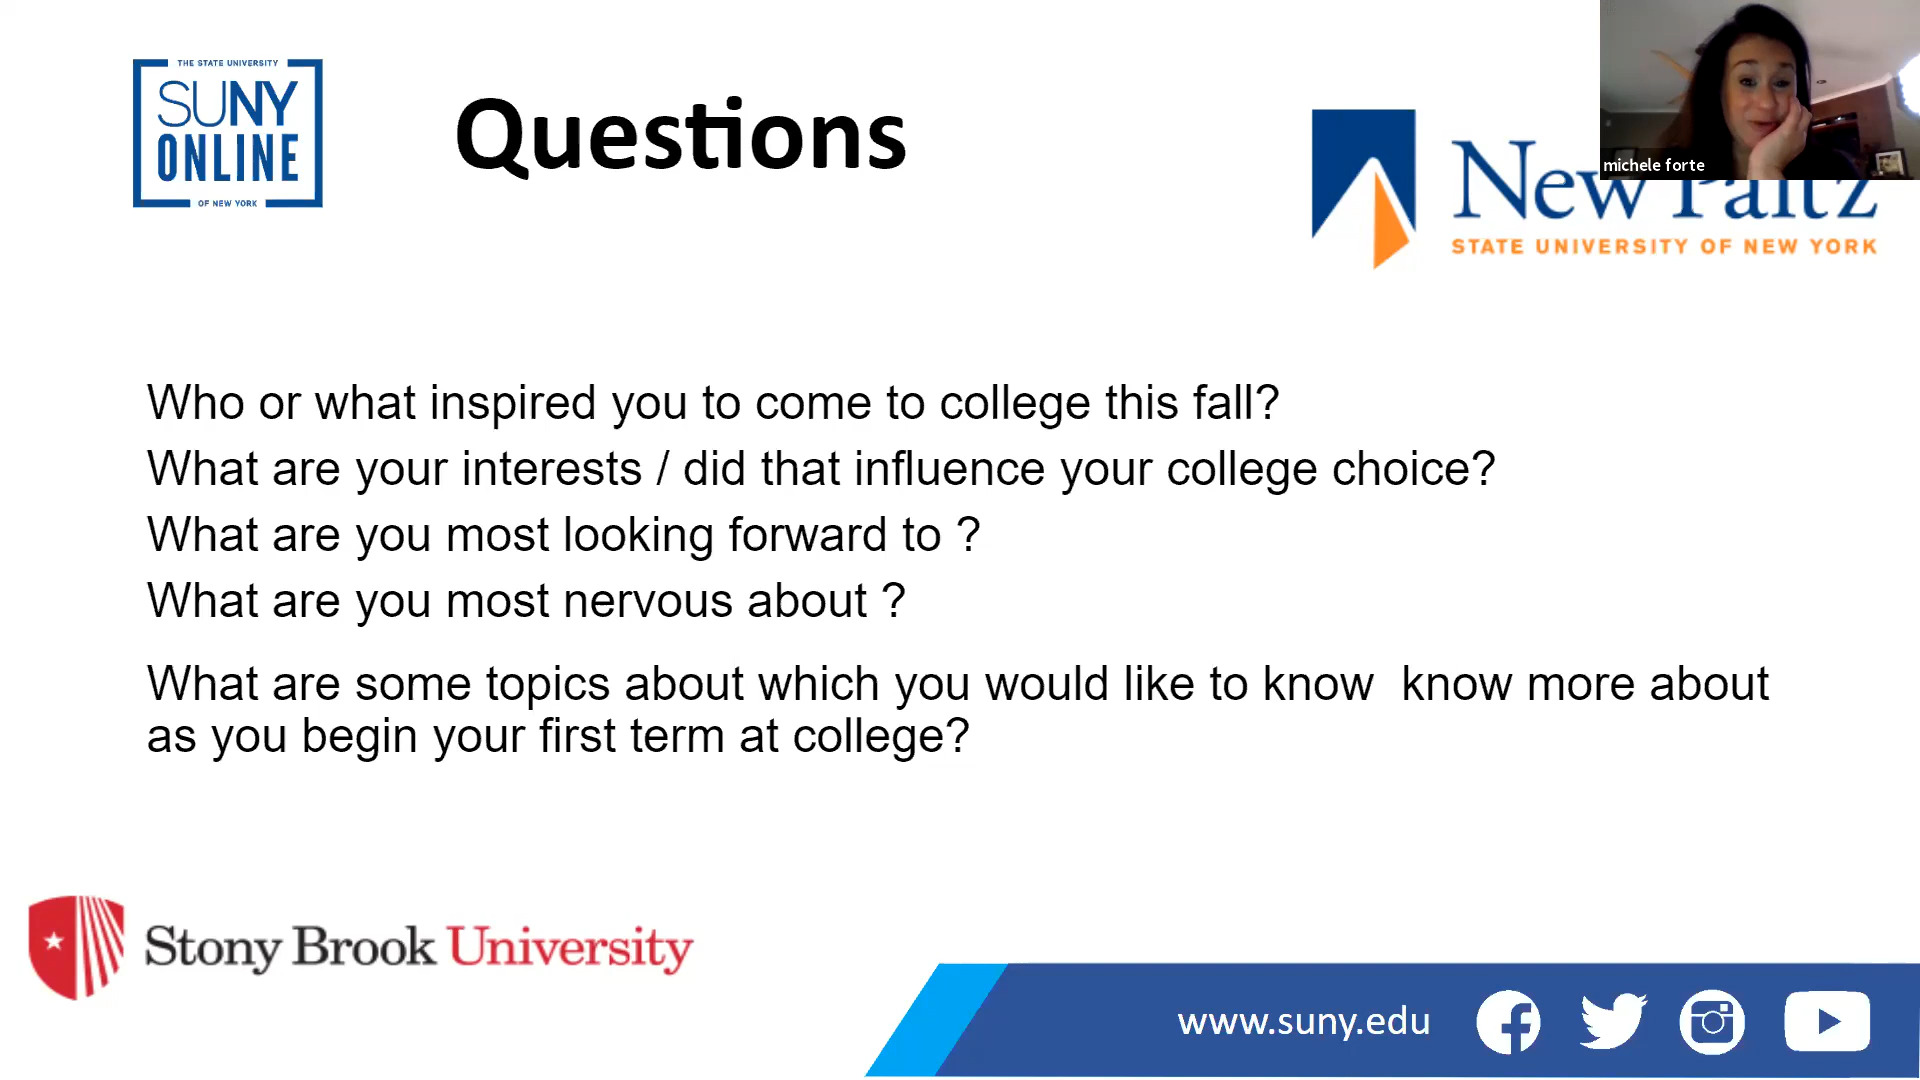 THE STATE UNIVERSITY
SUNY
ONLINE
OF NEW YORK
Questions
michele forte
New Paltz
STATE UNIVERSITY OF NEW YORK
Who or what inspired you to come to college this fall?
What are your interests / did that influence your college choice?
What are you most looking forward to ?
What are you most nervous about ?
What are some topics about which you would like to know  know more about
as you begin your first term at college?
Stony Brook University
www.suny.edu